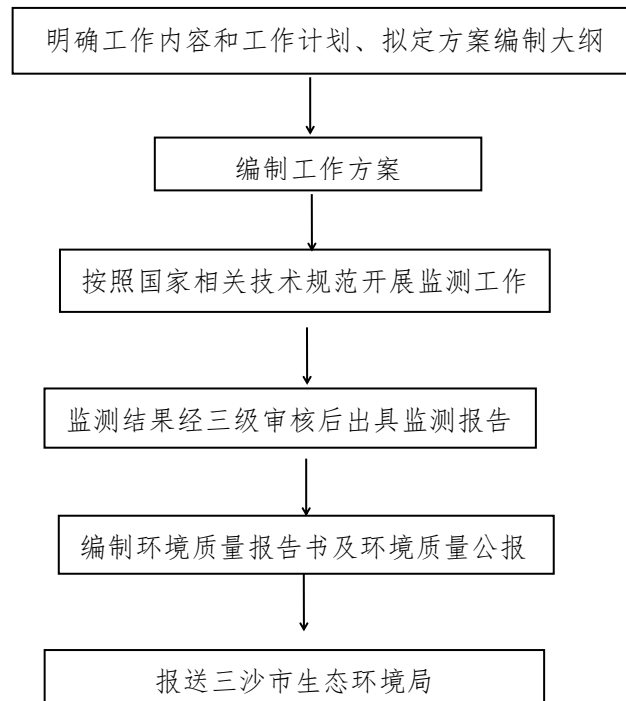 明确工作内容和工作计划、拟定方案编制大纲
编制工作方案
按照国家相关技术规范开展监测工作
监测结果经三级审核后出具监测报告
编制环境质量报告书及环境质量公报
报送三沙市生态环境局